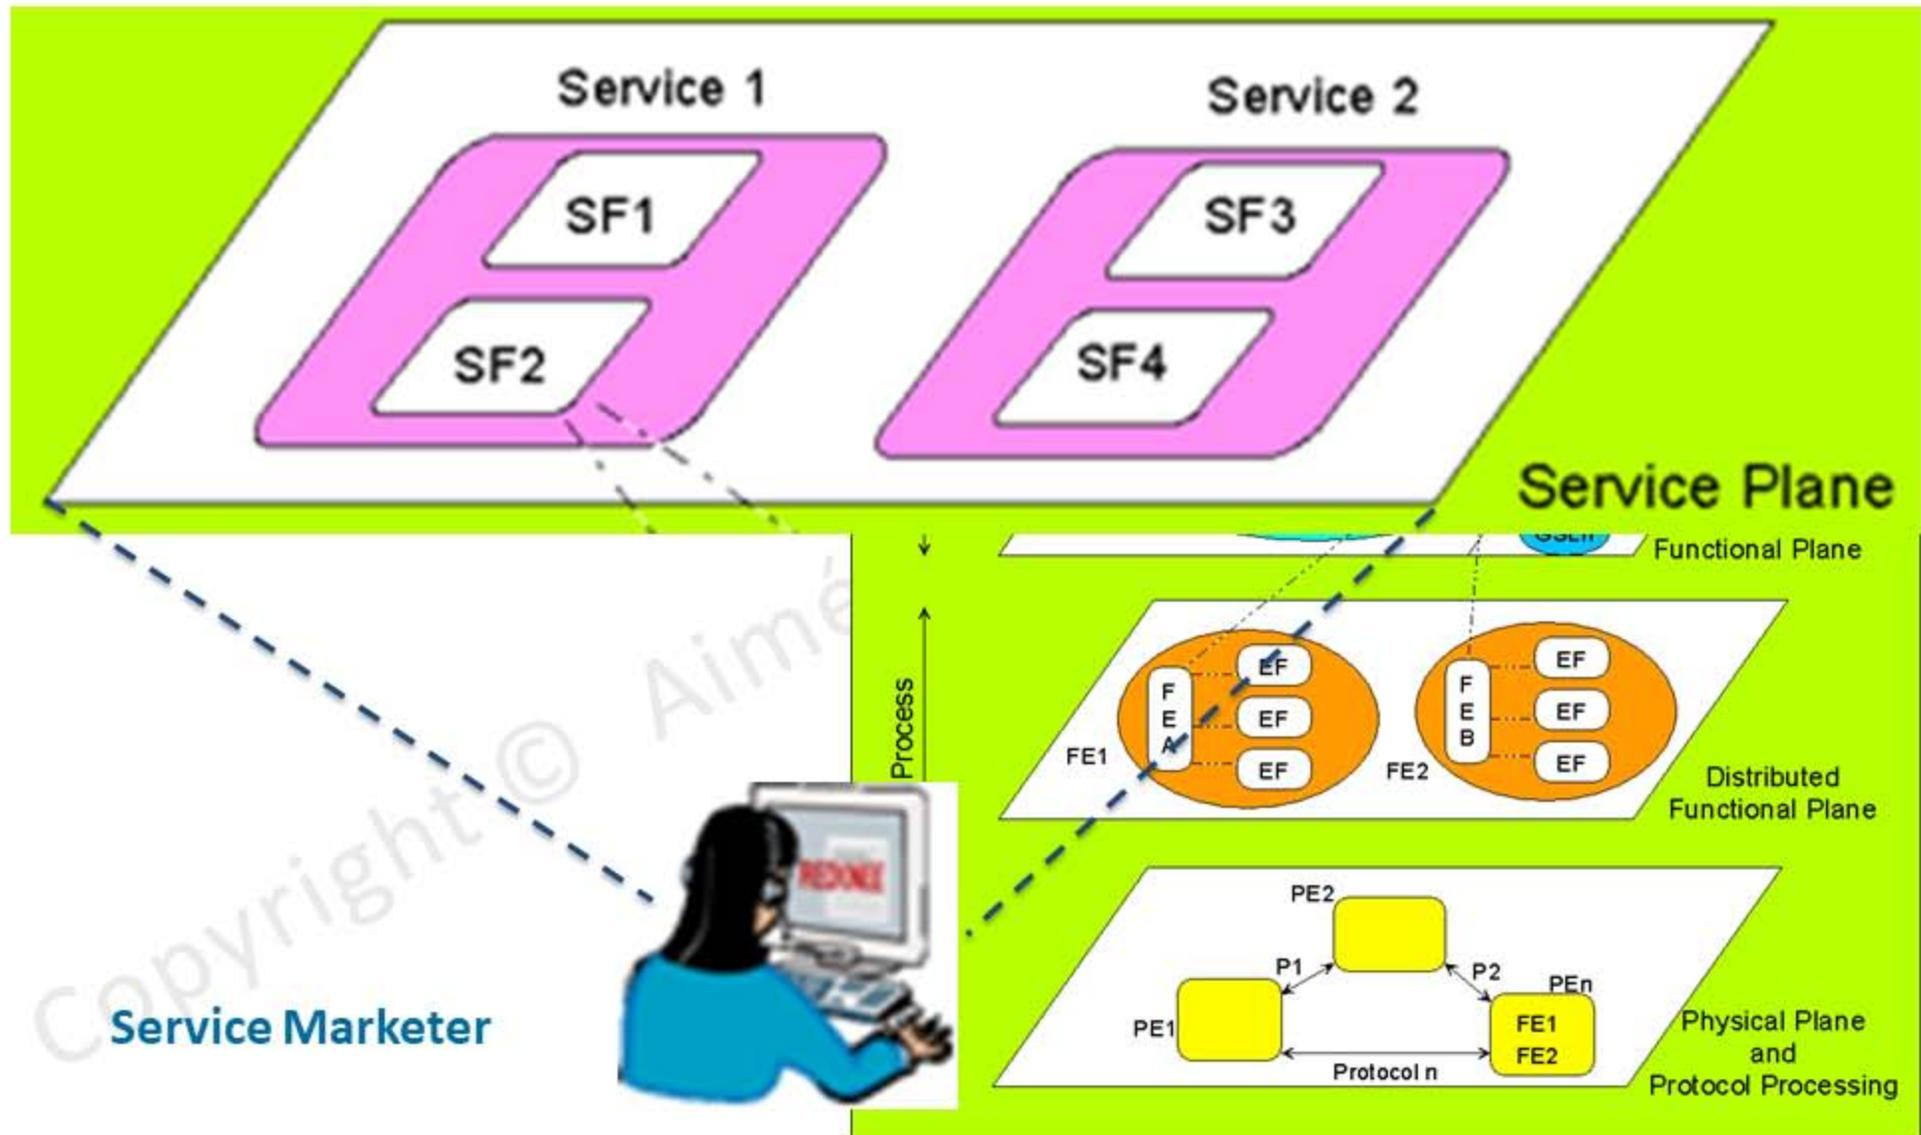 Service 1
Service 2
SF1
SF3
SF2
SF4
Service Plane
Functional Plane
Process
FE1
F
E
A
EF
EF
EF
FE2
F
E
B
EF
EF
EF
Distributed
Functional Plane
PE2
P1
P2
PE1
PEn
FE1
FE2
Protocol n
Physical Plane
and
Protocol Processing
Service Marketer
Copyright © Aimé